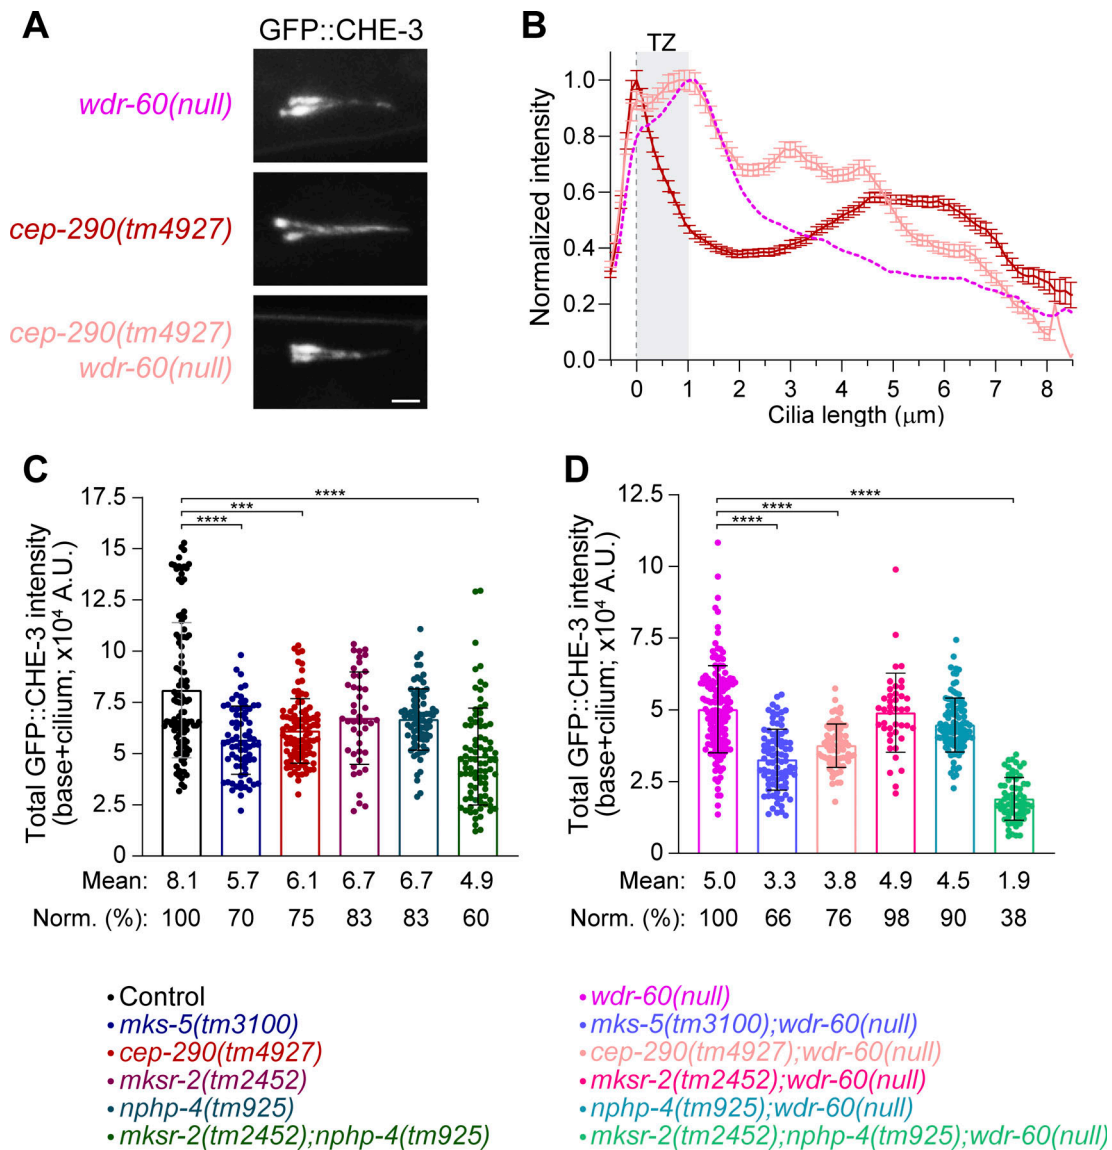 A
GFP::CHE-3
wdr-60(null)
cep-290(tm4927)
cep-290(tm4927)
wdr-60(null)
B
TZ
Normalized intensity
1.0
0.8
0.6
0.4
0.2
0.0
0 1 2 3 4 5 6 7 8
Cilia length (μm)
C
Total GFP::CHE-3 intensity
(base+cilium; x10⁴ A.U.)
17.5
15
12.5
10
7.5
5
2.5
0
****
***
****
Mean: 8.1 5.7 6.1 6.7 6.7 4.9
Norm. (%): 100 70 75 83 83 60
D
Total GFP::CHE-3 intensity
(base+cilium; x10⁴ A.U.)
12.5
10
7.5
5
2.5
0
****
****
****
Mean: 5.0 3.3 3.8 4.9 4.5 1.9
Norm. (%): 100 66 76 98 90 38
Control
mks-5(tm3100)
cep-290(tm4927)
mksr-2(tm2452)
nphp-4(tm925)
mksr-2(tm2452);nphp-4(tm925)
wdr-60(null)
mks-5(tm3100);wdr-60(null)
cep-290(tm4927);wdr-60(null)
mksr-2(tm2452);wdr-60(null)
nphp-4(tm925);wdr-60(null)
mksr-2(tm2452);nphp-4(tm925);wdr-60(null)